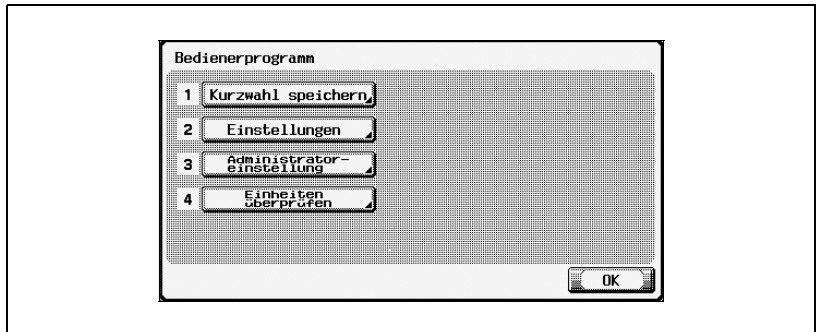 Bedienerprogramm
1 Kurzwahl speichern
2 Einstellungen
3 Administrator-
einstellung
4 Einheiten
überprüfen
OK